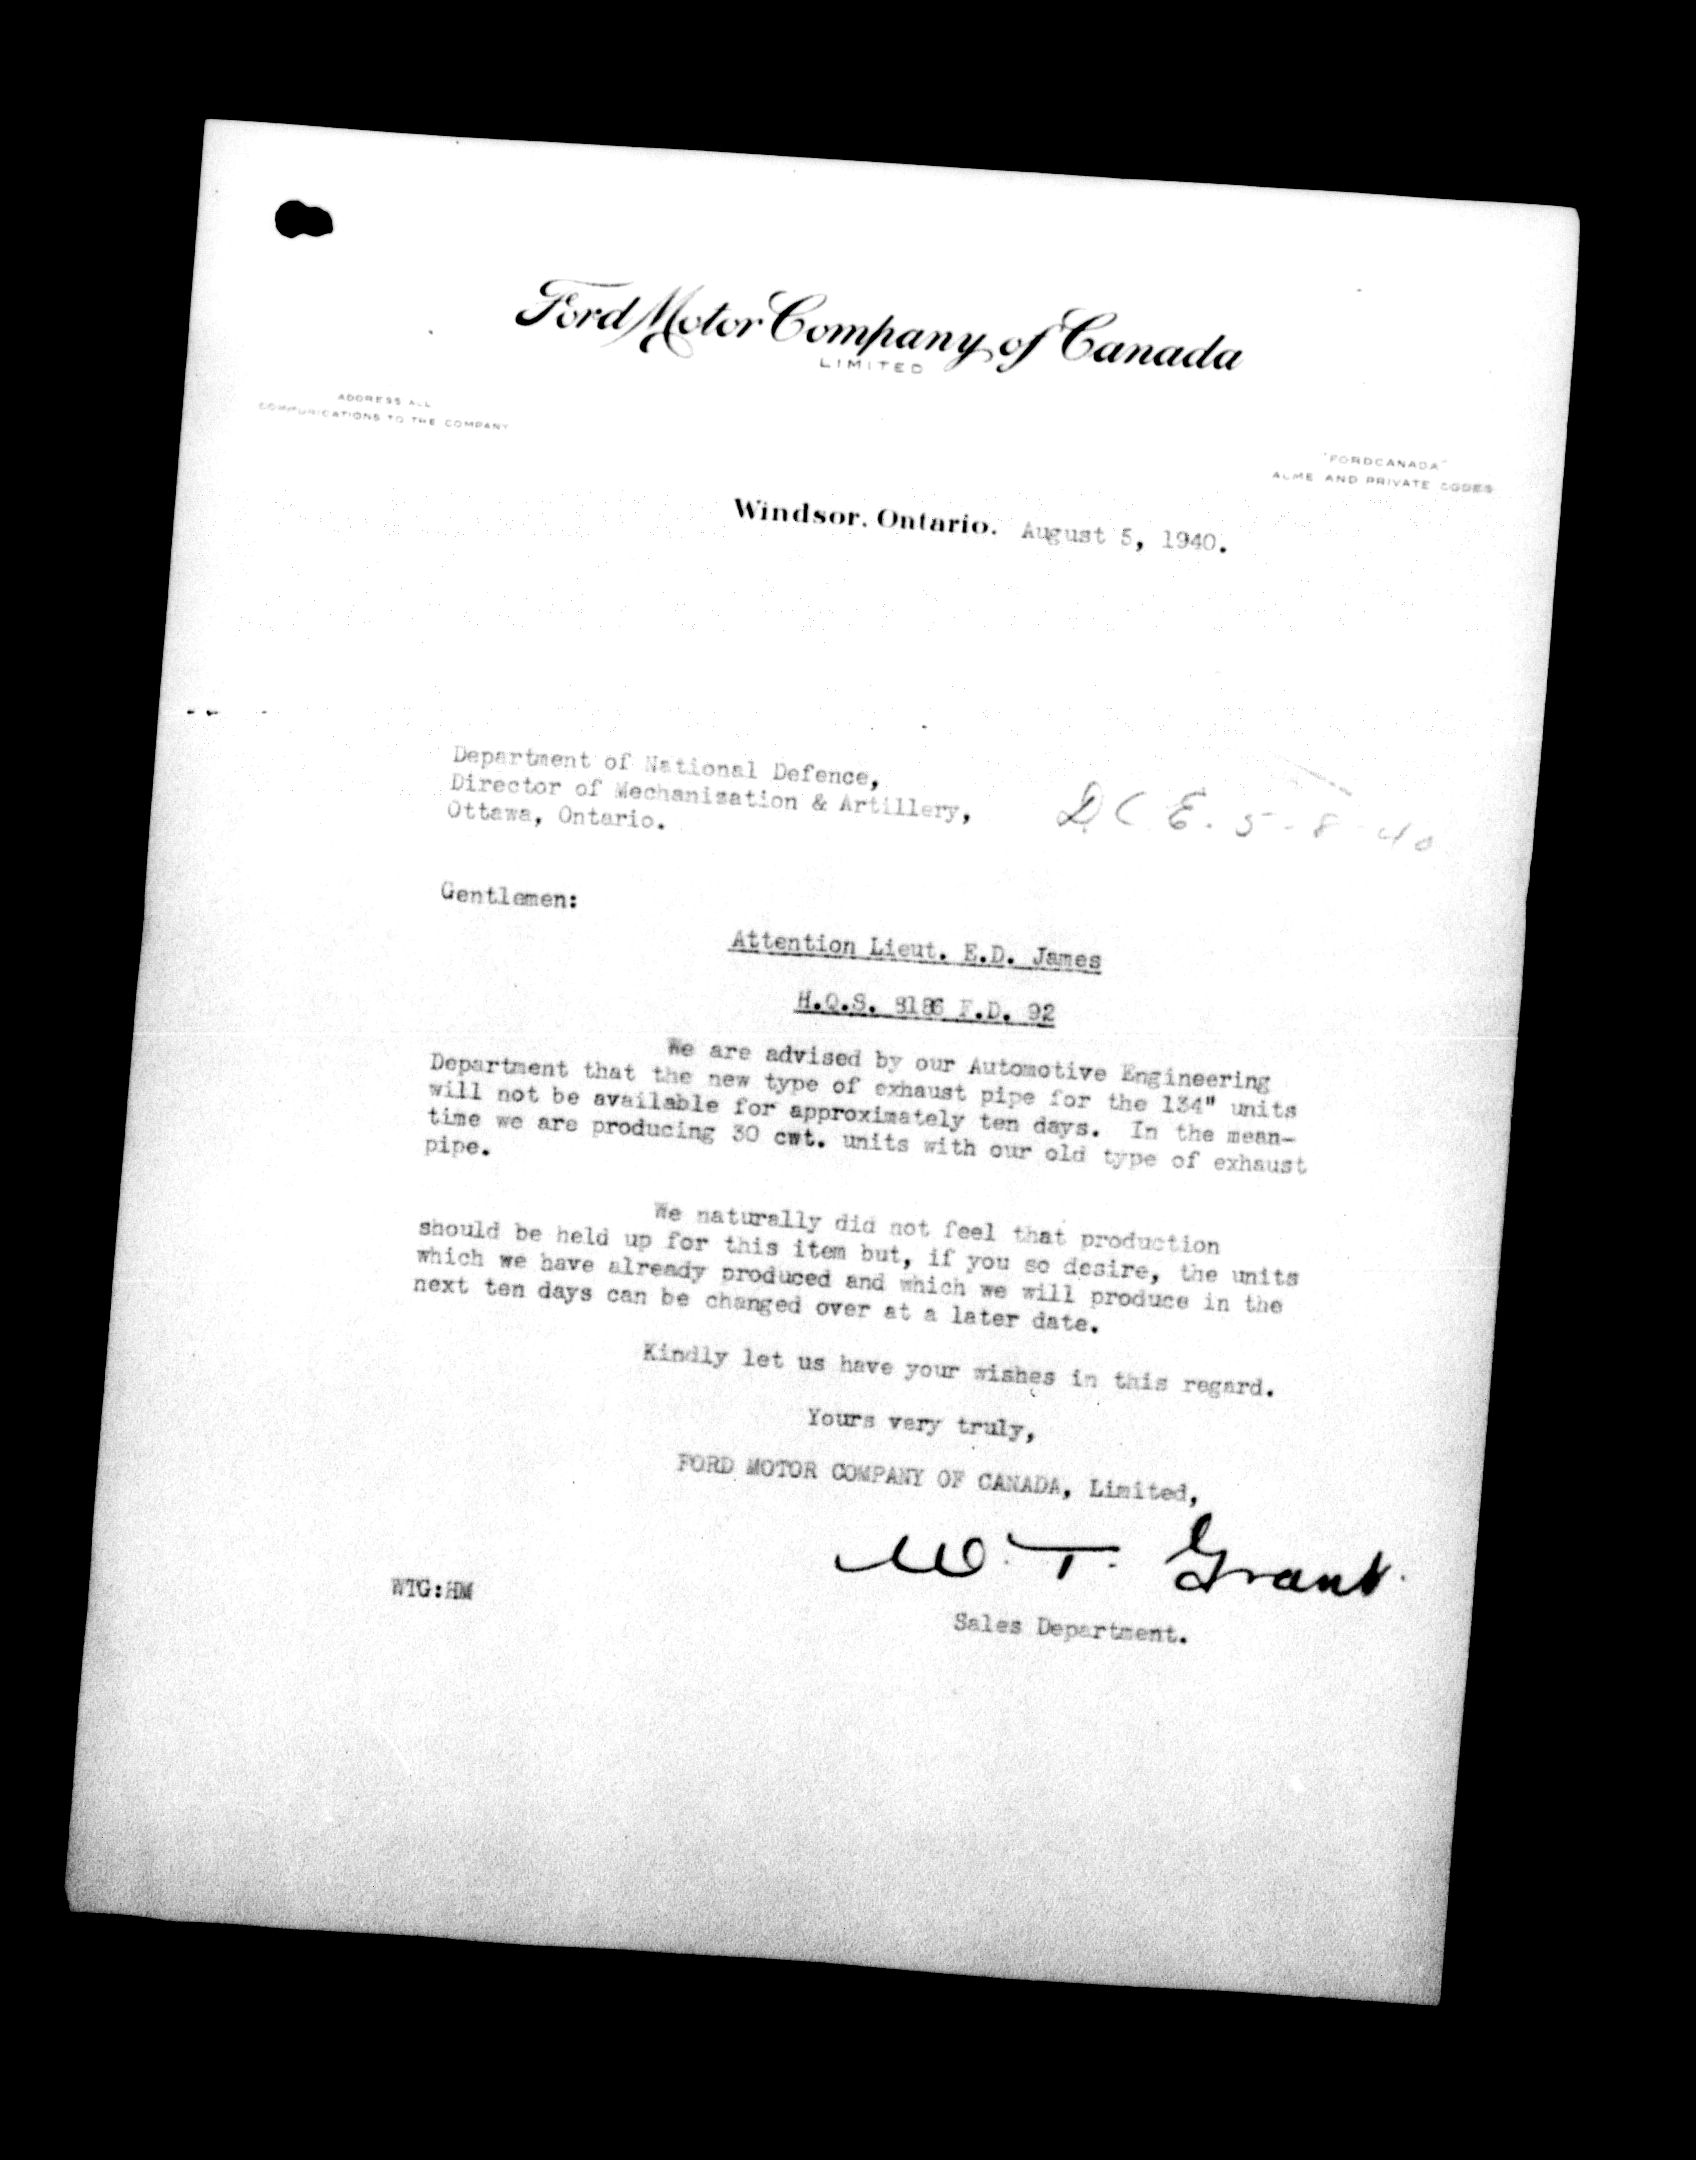 Ford Motor Company of Canada
LIMITED
ADDRESS ALL
COMMUNICATIONS TO THE COMPANY
"FORDCANADA"
ACME AND PRIVATE CODES
Windsor, Ontario. August 5, 1940.
Department of National Defence,
Director of Mechanization & Artillery,
Ottawa, Ontario.
D C E. 5-8-40
Gentlemen:
Attention Lieut. E.D. James
H.Q.S. 8186 F.D. 92
We are advised by our Automotive Engineering
Department that the new type of exhaust pipe for the 134" units
will not be available for approximately ten days. In the mean-
time we are producing 30 cwt. units with our old type of exhaust
pipe.
We naturally did not feel that production
should be held up for this item but, if you so desire, the units
which we have already produced and which we will produce in the
next ten days can be changed over at a later date.
Kindly let us have your wishes in this regard.
Yours very truly,
FORD MOTOR COMPANY OF CANADA, Limited,
W. T. Grant.
WTG:HM
Sales Department.